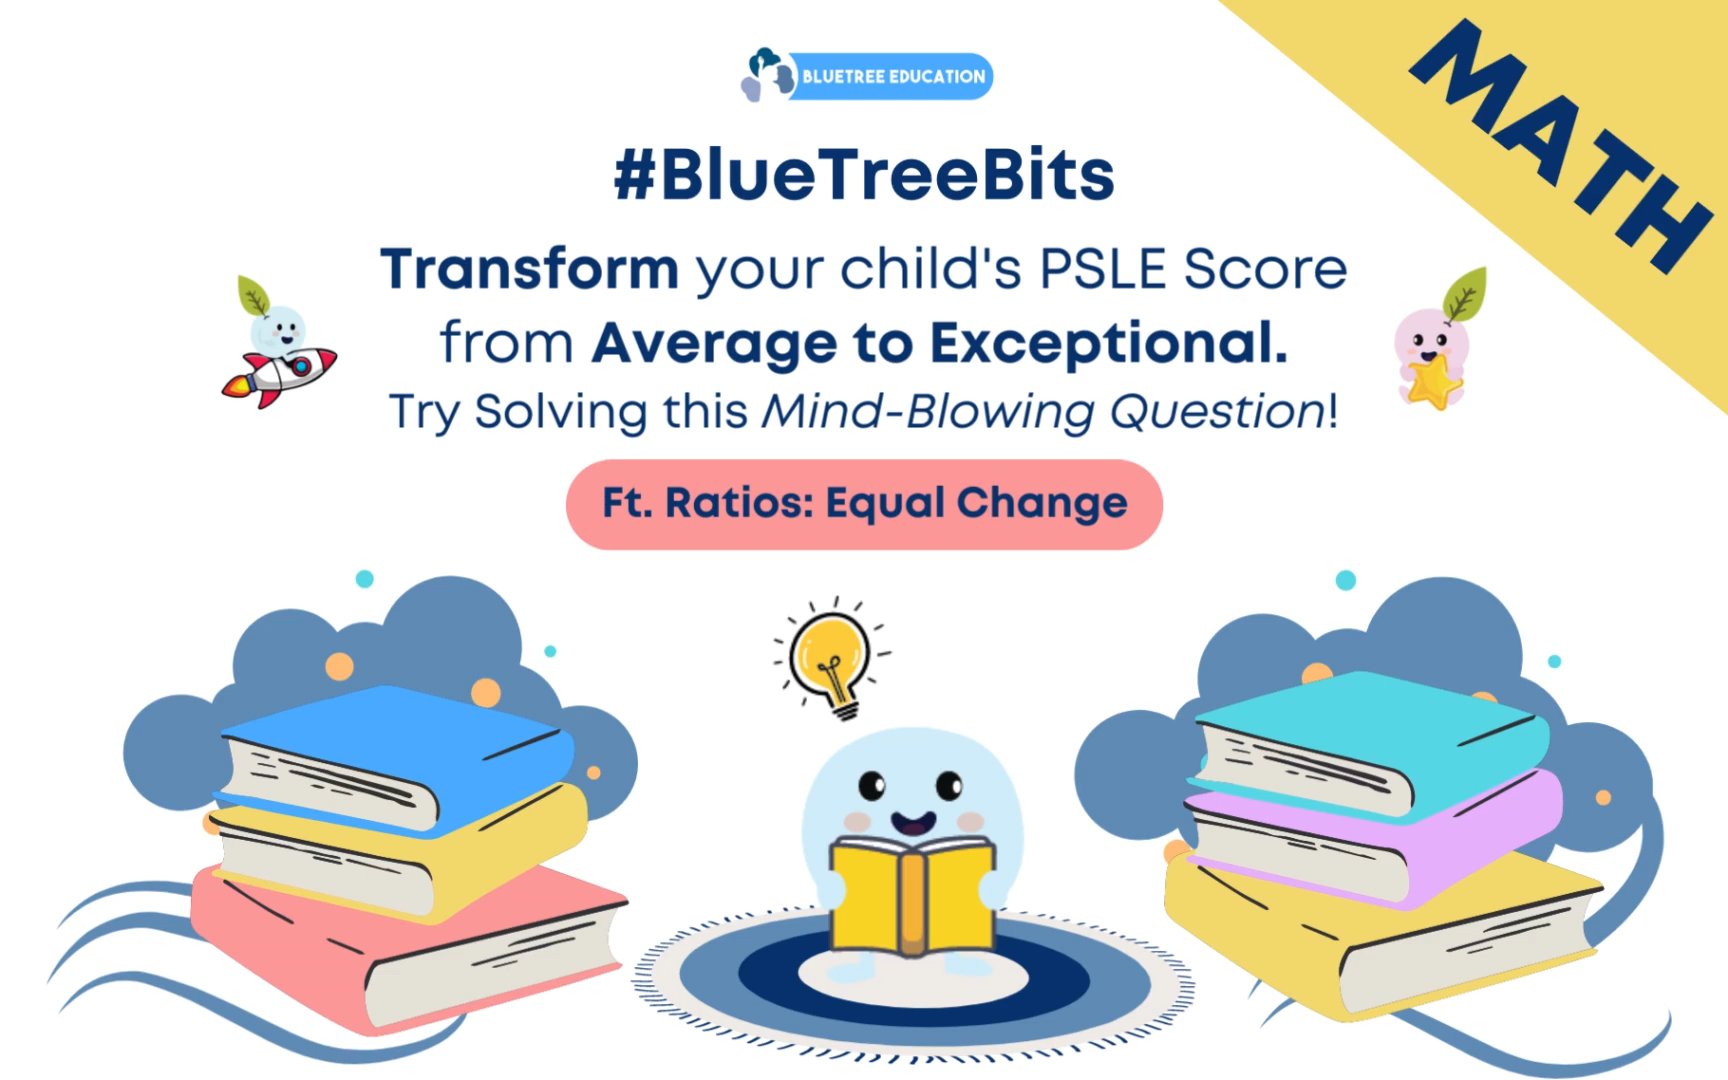 BLUETREE EDUCATION
MATH
#BlueTreeBits
Transform your child's PSLE Score
from Average to Exceptional.
Try Solving this Mind-Blowing Question!
Ft. Ratios: Equal Change